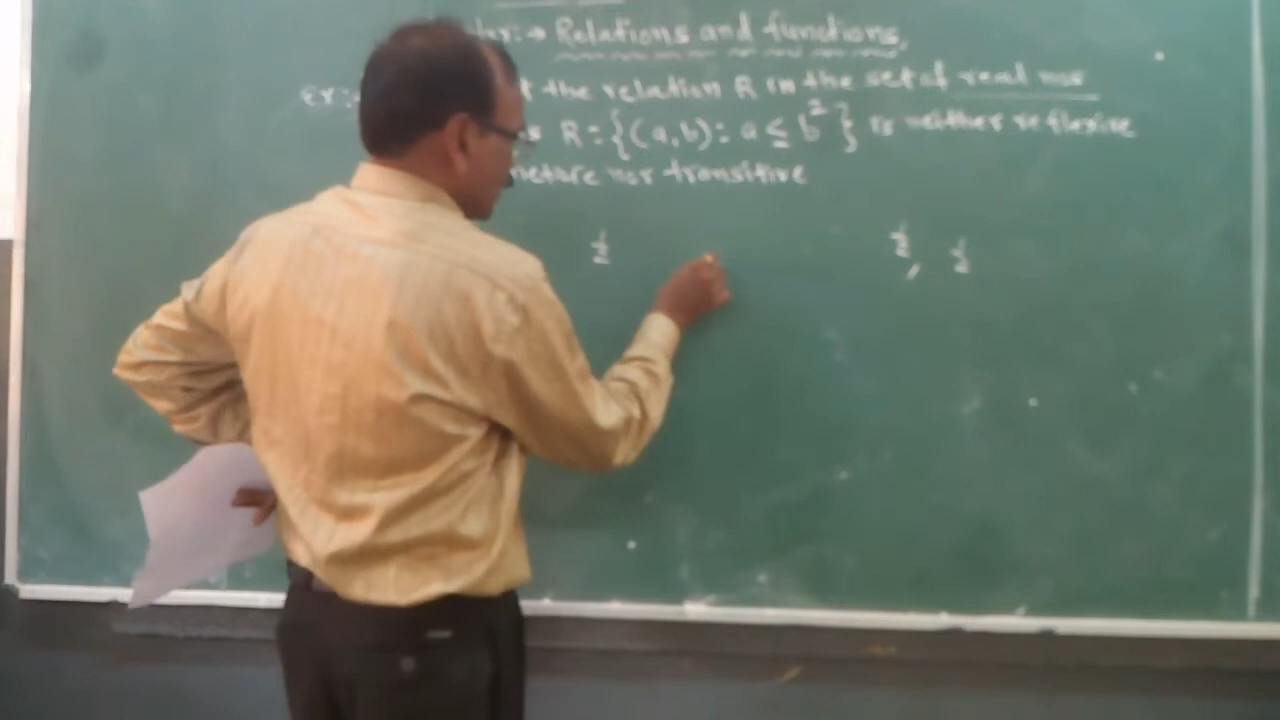 :→ Relations and functions,
Ex:- the relation R in the set of real nos
R = {(a,b): a ≤ b²} is neither reflexive
nor transitive
1/2 1/2, 1/2